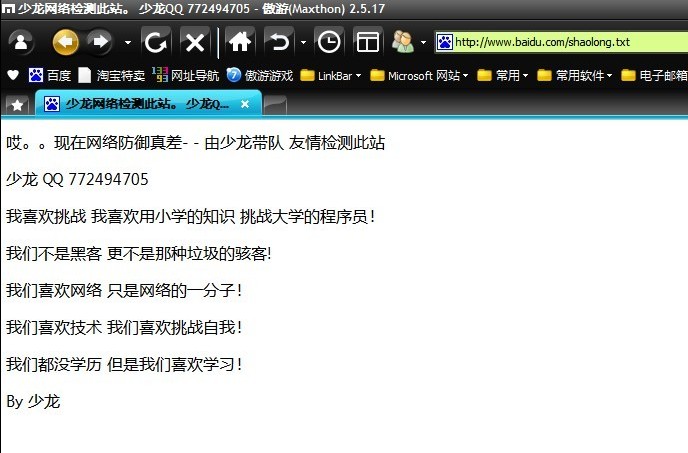 少龙网络检测此站。 少龙QQ 772494705 - 傲游(Maxthon) 2.5.17
http://www.baidu.com/shaolong.txt
百度 淘宝特卖 网址导航 傲游游戏 LinkBar Microsoft 网站 常用 常用软件 电子邮箱
少龙网络检测此站。 少龙Q...
哎。。现在网络防御真差- - 由少龙带队 友情检测此站
少龙 QQ 772494705
我喜欢挑战 我喜欢用小学的知识 挑战大学的程序员!
我们不是黑客 更不是那种垃圾的骇客!
我们喜欢网络 只是网络的一分子!
我们喜欢技术 我们喜欢挑战自我!
我们都没学历 但是我们喜欢学习!
By 少龙